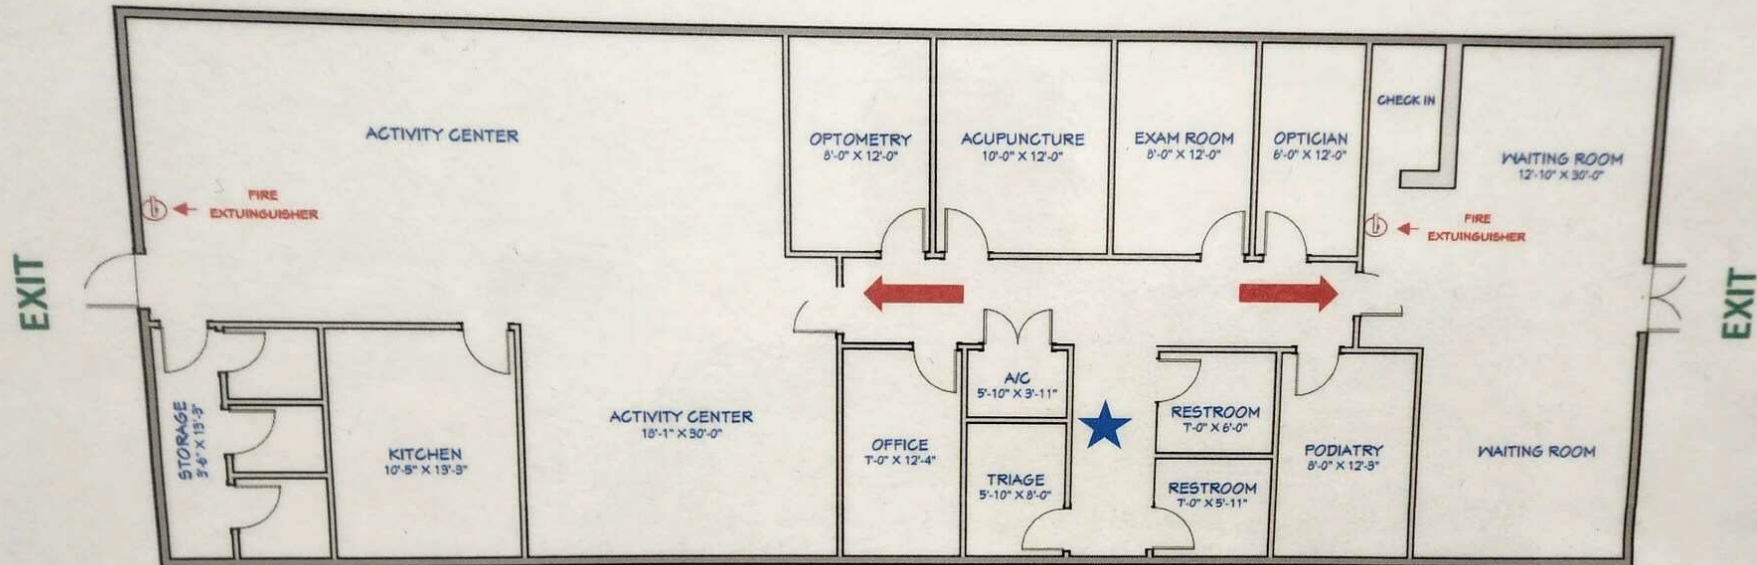 ACTIVITY CENTER
OPTOMETRY
8'-0" X 12'-0"
ACUPUNCTURE
10'-0" X 12'-0"
EXAM ROOM
8'-0" X 12'-0"
OPTICIAN
6'-0" X 12'-0"
CHECK IN
WAITING ROOM
12'-10" X 30'-0"
FIRE
EXTUINGUISHER
FIRE
EXTUINGUISHER
EXIT
EXIT
STORAGE
3'-6" X 13'-3"
KITCHEN
10'-5" X 13'-3"
ACTIVITY CENTER
18'-1" X 30'-0"
OFFICE
7'-0" X 12'-4"
A/C
5'-10" X 3'-11"
TRIAGE
5'-10" X 8'-0"
RESTROOM
7'-0" X 6'-0"
RESTROOM
7'-0" X 5'-11"
PODIATRY
8'-0" X 12'-3"
WAITING ROOM